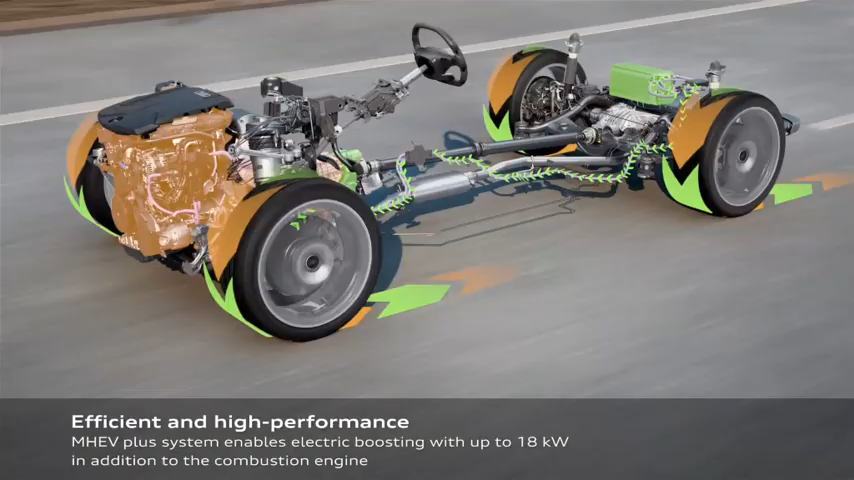 Efficient and high-performance
MHEV plus system enables electric boosting with up to 18 kW
in addition to the combustion engine